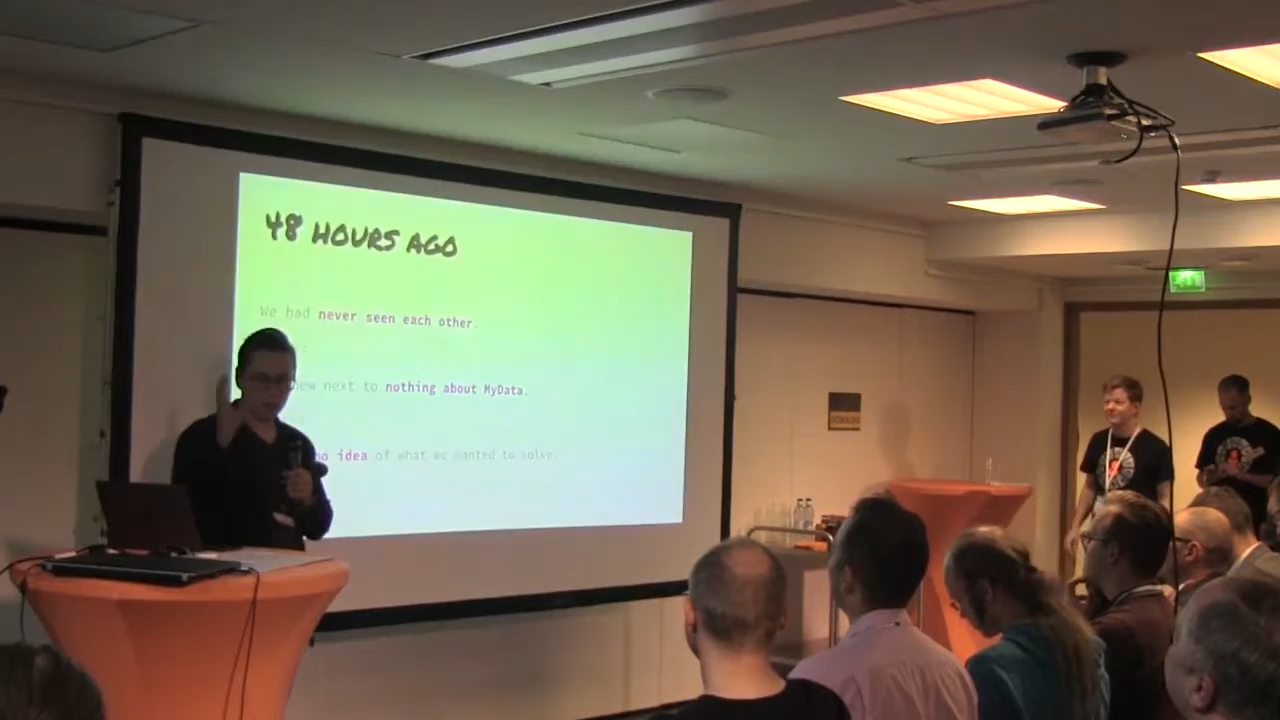 48 HOURS AGO
We had never seen each other.
next to nothing about MyData.
no idea of what we wanted to solve.